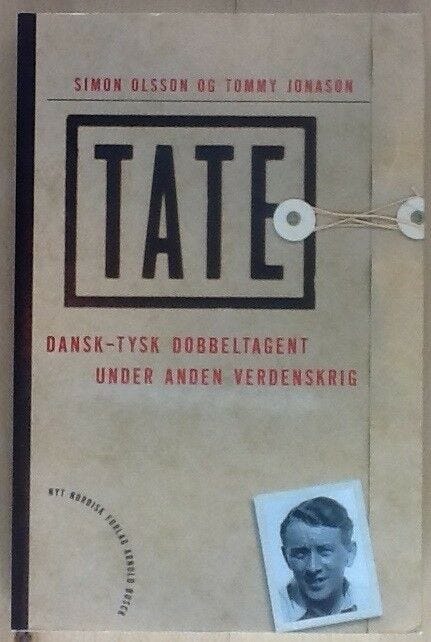 SIMON OLSSON OG TOMMY JONASON
TATE
DANSK-TYSK DOBBELTAGENT
UNDER ANDEN VERDENSKRIG
NYT NORDISK FORLAG ARNOLD BUSCK